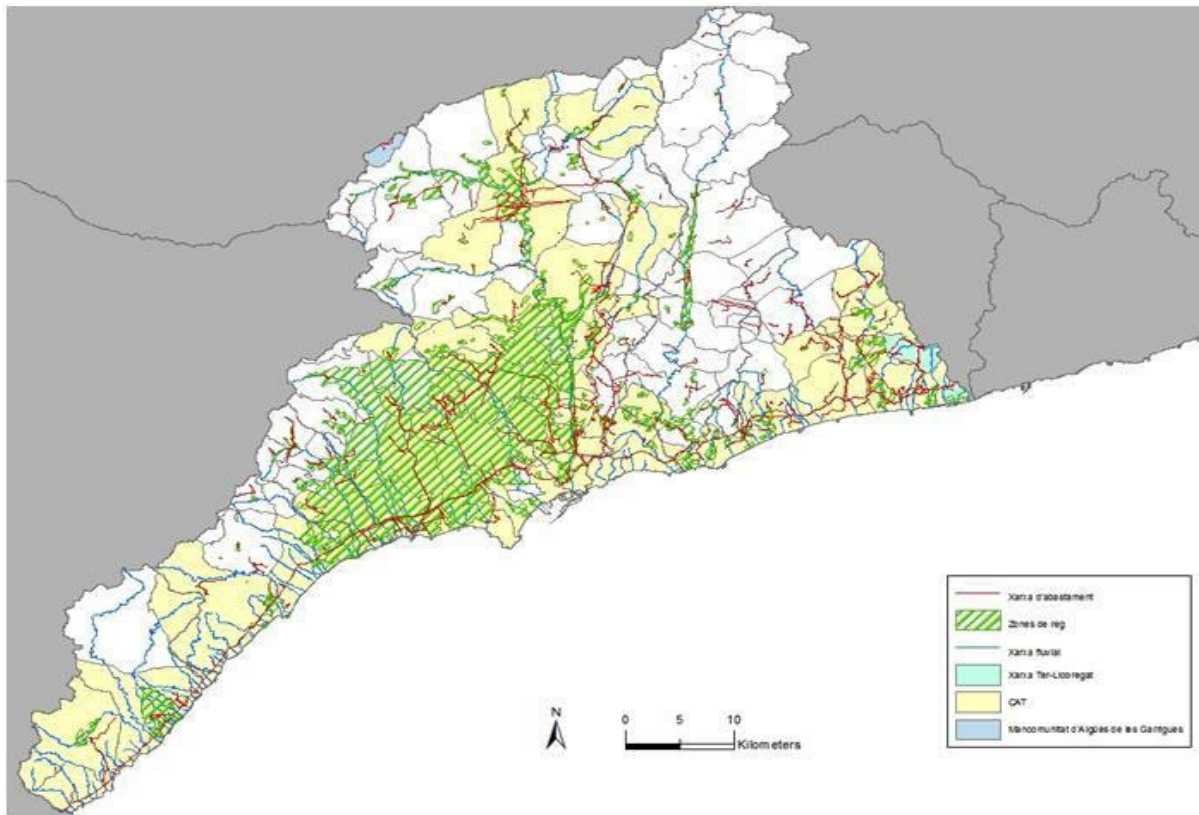 Xarxa d'abastament
Zones de reg
Xarxa fluvial
Xarxa Ter-Llobregat
CAT
Mancomunitat d'Aigües de les Garrigues
N
0 5 10
Kilometers